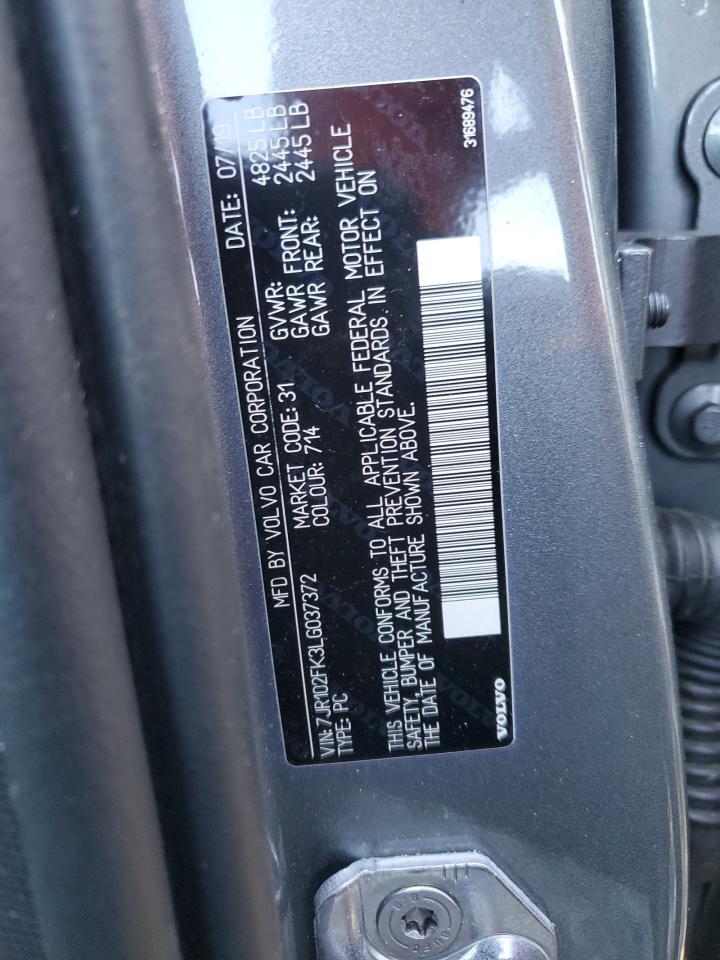 MFD BY VOLVO CAR CORPORATION DATE: 07/19
VIN: 7JR102FK3LG037372 MARKET CODE: 31 GVWR: 4825 LB
TYPE: PC COLOUR: 714 GAWR FRONT: 2445 LB
GAWR REAR: 2445 LB
THIS VEHICLE CONFORMS TO ALL APPLICABLE FEDERAL MOTOR VEHICLE
SAFETY, BUMPER AND THEFT PREVENTION STANDARDS IN EFFECT ON
THE DATE OF MANUFACTURE SHOWN ABOVE.
VOLVO 31689476